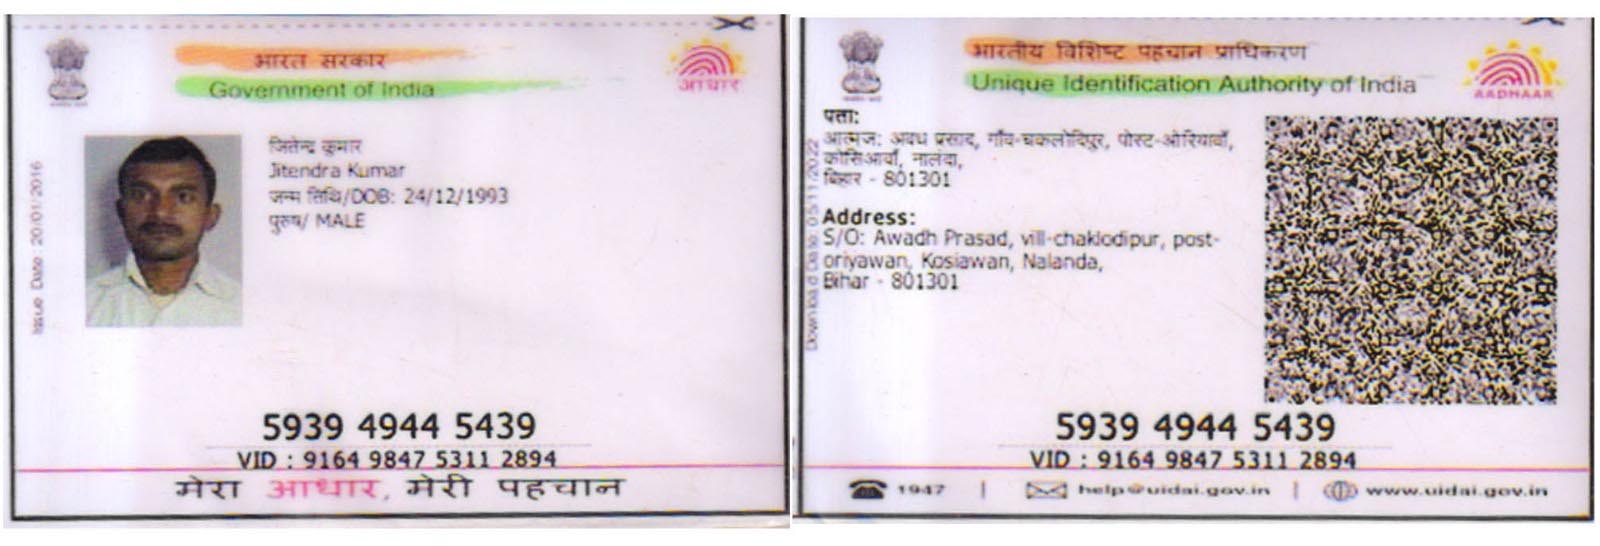 भारत सरकार
Government of India
आधार
Issue Date : 20/01/2016
जितेन्द्र कुमार
Jitendra Kumar
जन्म तिथि/DOB: 24/12/1993
पुरुष/ MALE
5939 4944 5439
VID : 9164 9847 5311 2894
मेरा आधार, मेरी पहचान
भारतीय विशिष्ट पहचान प्राधिकरण
Unique Identification Authority of India
AADHAAR
Download Date: 05/11/2022
पता:
आत्मज: अवध प्रसाद, गाँव-चकलोदिपुर, पोस्ट-ओरियावाँ,
कोसिआवाँ, नालंदा,
बिहार - 801301
Address:
S/O: Awadh Prasad, vill-chaklodipur, post-
oriyawan, Kosiawan, Nalanda,
Bihar - 801301
5939 4944 5439
VID : 9164 9847 5311 2894
1947 | help@uidai.gov.in | www.uidai.gov.in